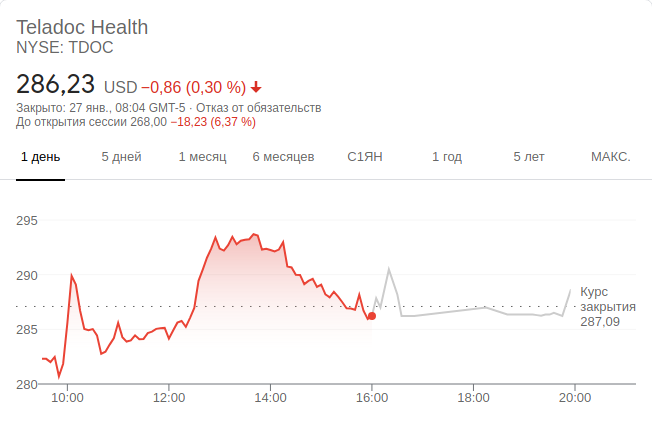 Teladoc Health
NYSE: TDOC
286,23 USD −0,86 (0,30 %)
Закрыто: 27 янв., 08:04 GMT-5 · Отказ от обязательств
До открытия сессии 268,00 −18,23 (6,37 %)
1 день 5 дней 1 месяц 6 месяцев С1ЯН 1 год 5 лет МАКС.
295
290
Курс
закрытия
287,09
285
280
10:00 12:00 14:00 16:00 18:00 20:00